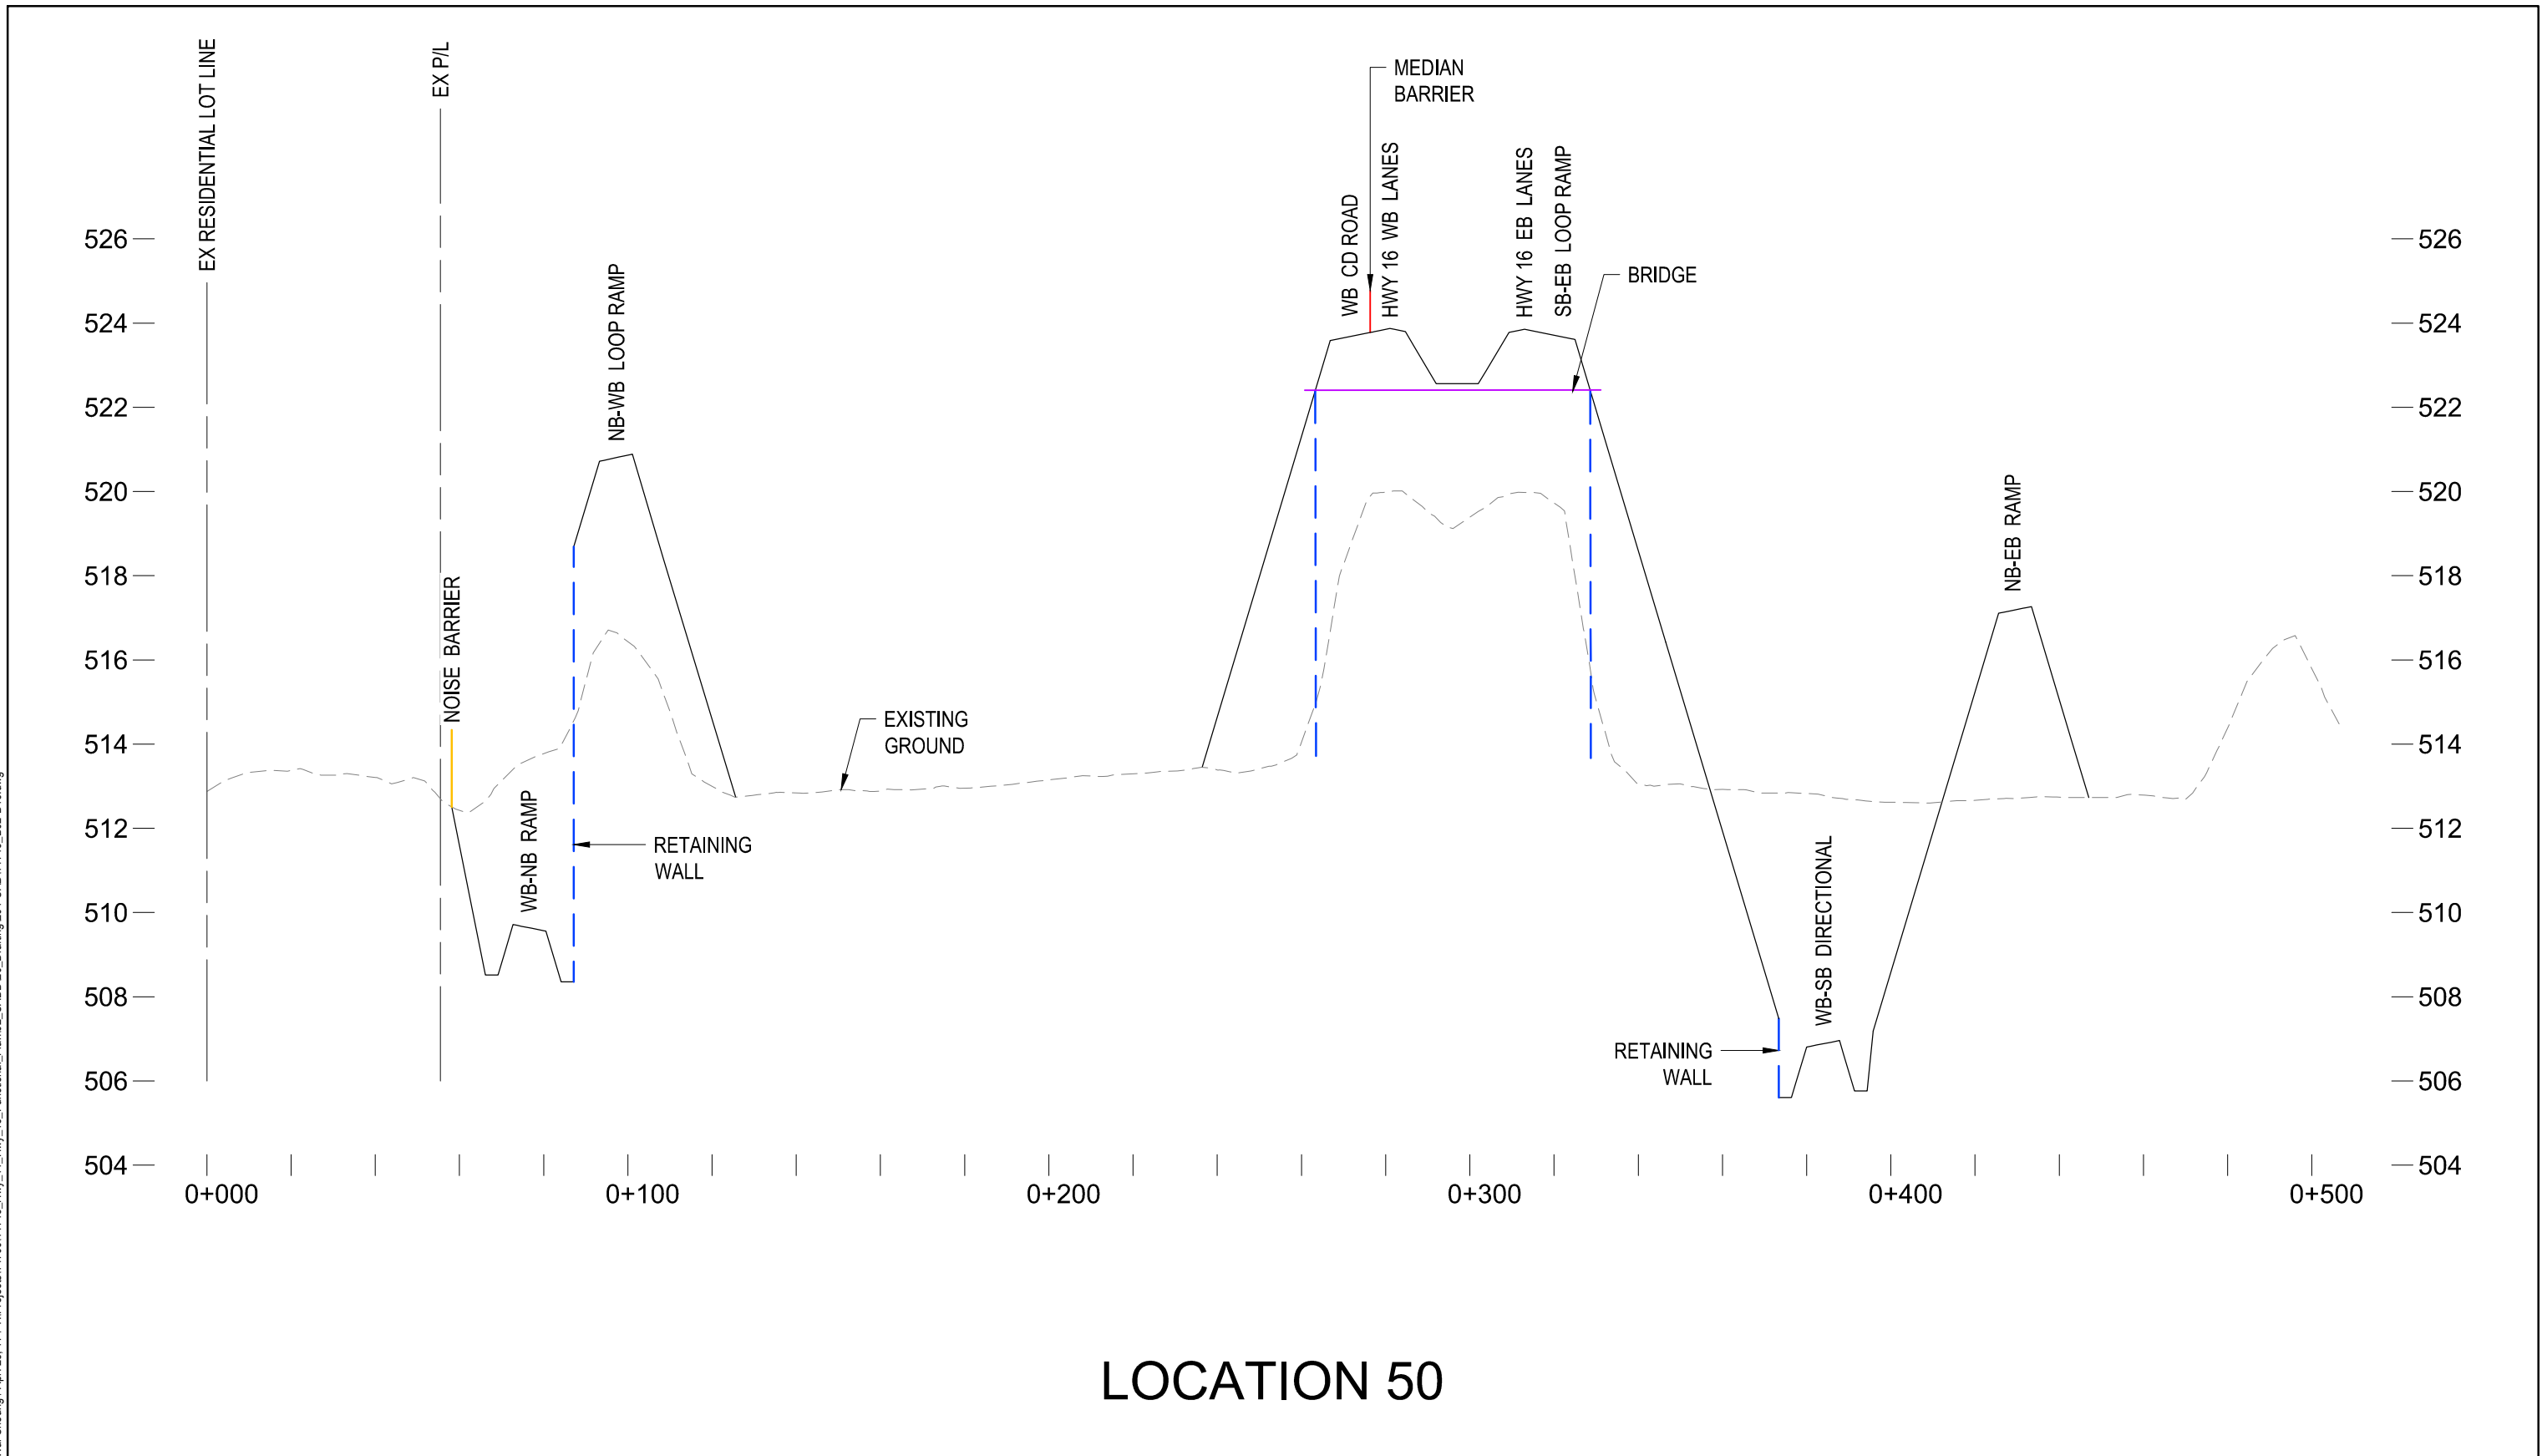 EX RESIDENTIAL LOT LINE
EX P/L
MEDIAN
BARRIER
WB CD ROAD
HWY 16 WB LANES
HWY 16 EB LANES
SB-EB LOOP RAMP
BRIDGE
NB-WB LOOP RAMP
NB-EB RAMP
NOISE BARRIER
EXISTING
GROUND
WB-NB RAMP
RETAINING
WALL
WB-SB DIRECTIONAL
RETAINING
WALL
526
524
522
520
518
516
514
512
510
508
506
504
526
524
522
520
518
516
514
512
510
508
506
504
0+000
0+100
0+200
0+300
0+400
0+500
LOCATION 50